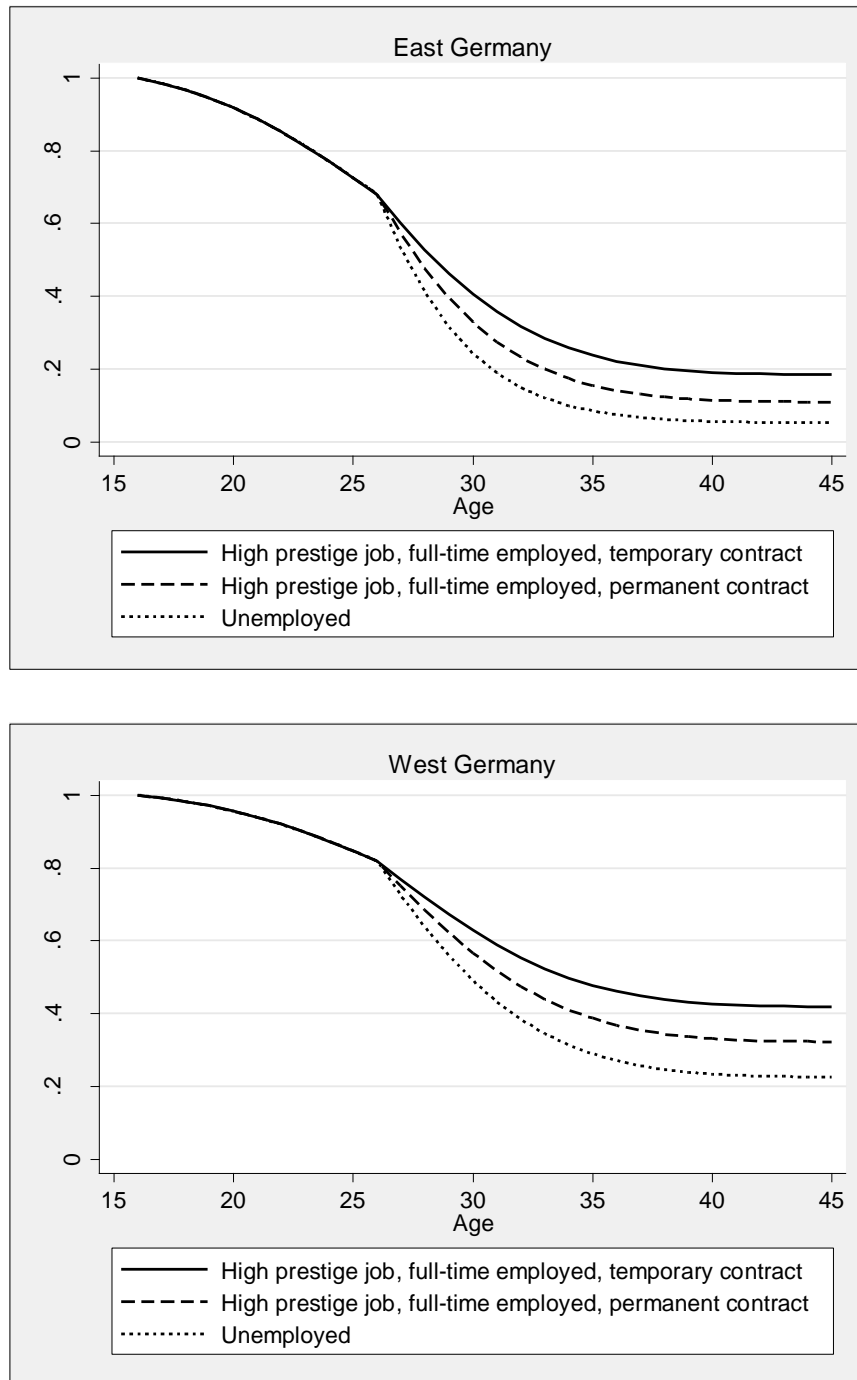 East Germany
1
.8
.6
.4
.2
0
15 20 25 30 35 40 45
Age
High prestige job, full-time employed, temporary contract
High prestige job, full-time employed, permanent contract
Unemployed
West Germany
1
.8
.6
.4
.2
0
15 20 25 30 35 40 45
Age
High prestige job, full-time employed, temporary contract
High prestige job, full-time employed, permanent contract
Unemployed